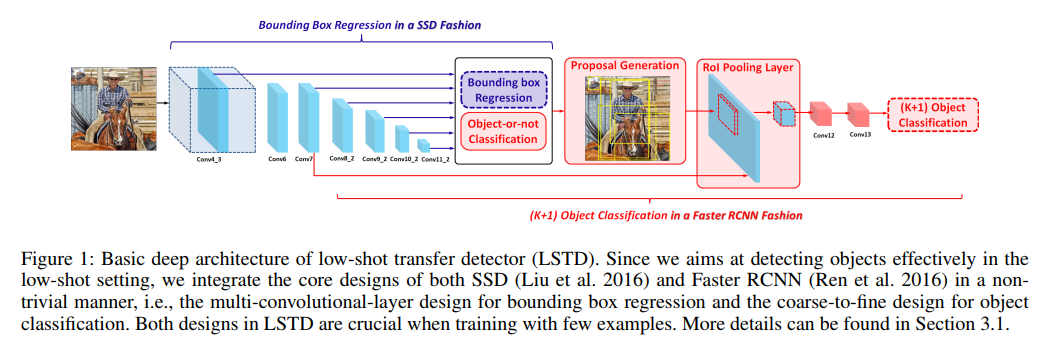 Bounding Box Regression in a SSD Fashion
Proposal Generation
RoI Pooling Layer
Bounding box
Regression
Object-or-not
Classification
(K+1) Object
Classification
Conv4_3
Conv6
Conv7
Conv8_2
Conv9_2
Conv10_2
Conv11_2
Conv12
Conv13
(K+1) Object Classification in a Faster RCNN Fashion
Figure 1: Basic deep architecture of low-shot transfer detector (LSTD). Since we aims at detecting objects effectively in the
low-shot setting, we integrate the core designs of both SSD (Liu et al. 2016) and Faster RCNN (Ren et al. 2016) in a non-
trivial manner, i.e., the multi-convolutional-layer design for bounding box regression and the coarse-to-fine design for object
classification. Both designs in LSTD are crucial when training with few examples. More details can be found in Section 3.1.